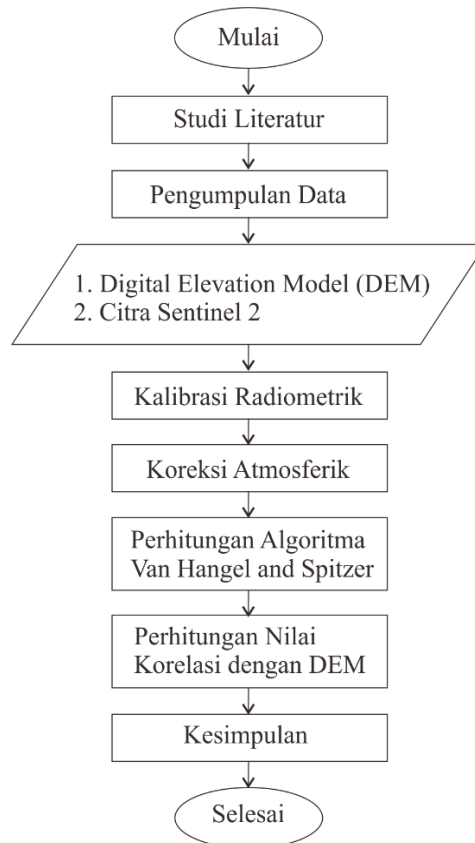 Mulai
Studi Literatur
Pengumpulan Data
1. Digital Elevation Model (DEM)
2. Citra Sentinel 2
Kalibrasi Radiometrik
Koreksi Atmosferik
Perhitungan Algoritma
Van Hangel and Spitzer
Perhitungan Nilai
Korelasi dengan DEM
Kesimpulan
Selesai